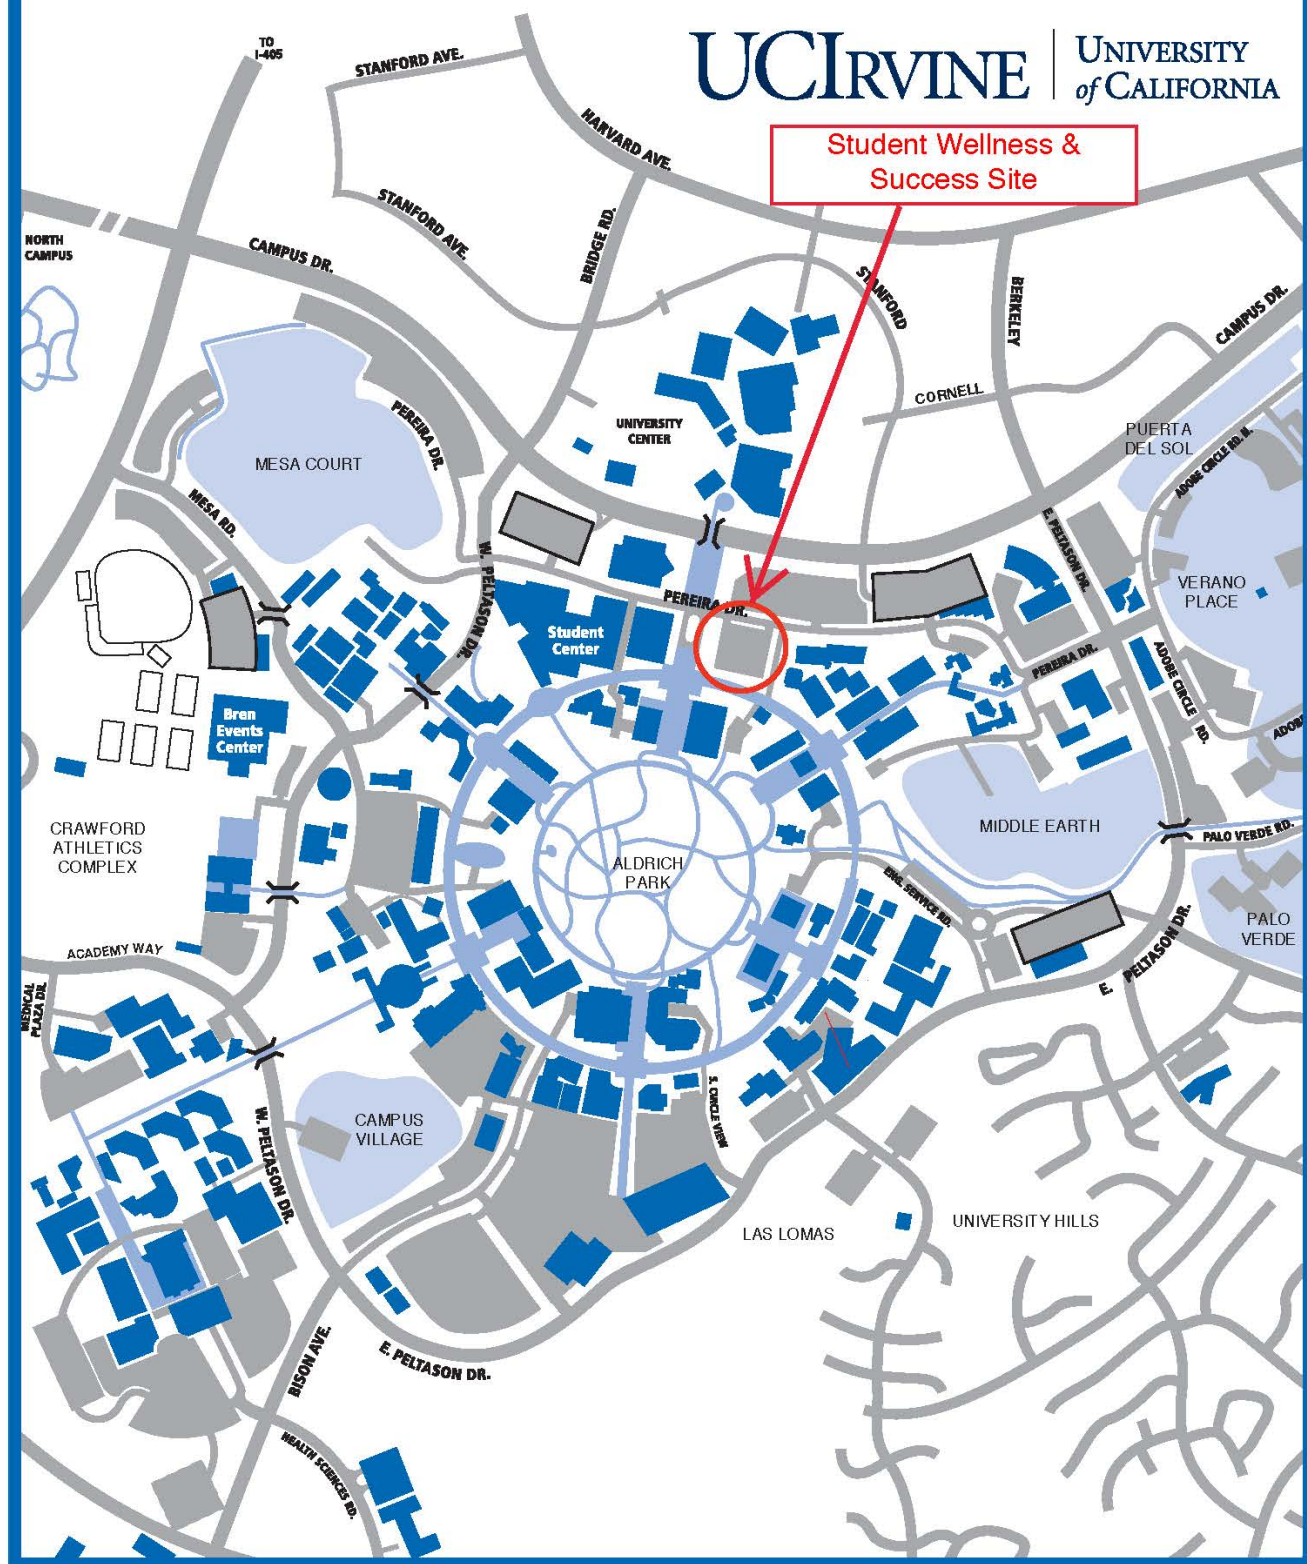 TO
I-405
STANFORD AVE.
UCIRVINE
UNIVERSITY
of CALIFORNIA
HARVARD AVE.
Student Wellness &
Success Site
STANFORD AVE.
BRIDGE RD.
NORTH
CAMPUS
CAMPUS DR.
STANFORD
BERKELEY
CAMPUS DR.
CORNELL
PEREIRA DR.
UNIVERSITY
CENTER
PUERTA
DEL SOL
MESA COURT
ADOBE CIRCLE RD. N.
MESA RD.
E. PELTASON DR.
W. PELTASON DR.
VERANO
PLACE
PEREIRA DR.
Student
Center
PEREIRA DR.
ADOBE CIRCLE RD.
Bren
Events
Center
ADOBE
CRAWFORD
ATHLETICS
COMPLEX
MIDDLE EARTH
PALO VERDE RD.
ALDRICH
PARK
ENG. SERVICE RD.
PALO
VERDE
ACADEMY WAY
E. PELTASON DR.
MEDICAL
PLAZA DR.
S. CIRCLE VIEW
CAMPUS
VILLAGE
W. PELTASON DR.
LAS LOMAS
UNIVERSITY HILLS
BISON AVE.
E. PELTASON DR.
HEALTH SCIENCES RD.